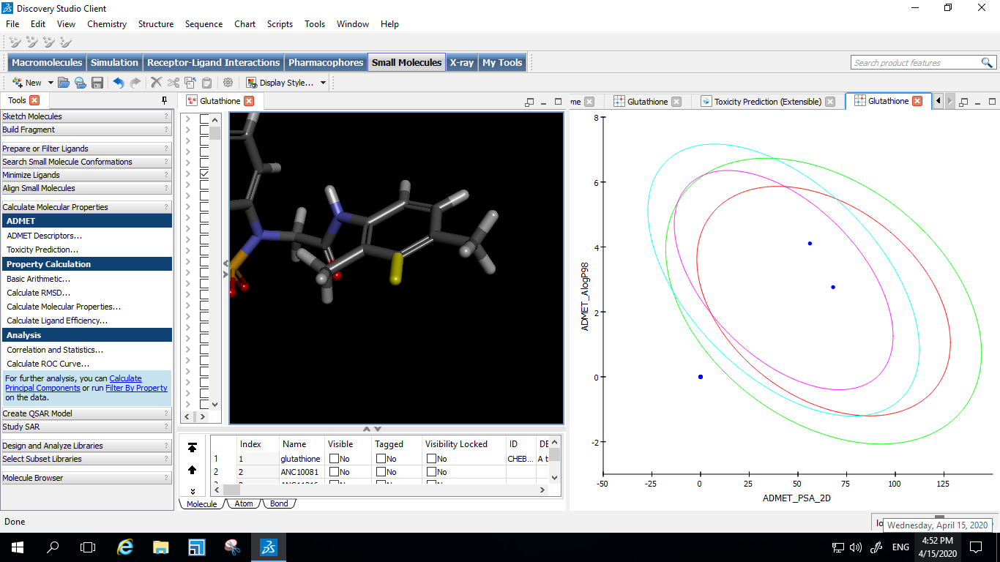 Discovery Studio Client
File Edit View Chemistry Structure Sequence Chart Scripts Tools Window Help
Macromolecules Simulation Receptor-Ligand Interactions Pharmacophores Small Molecules X-ray My Tools
Search product features
New Display Style...
Tools
Sketch Molecules ?
Build Fragment ?
Prepare or Filter Ligands ?
Search Small Molecule Conformations ?
Minimize Ligands ?
Align Small Molecules ?
Calculate Molecular Properties ?
ADMET
ADMET Descriptors...
Toxicity Prediction...
Property Calculation
Basic Arithmetic...
Calculate RMSD...
Calculate Molecular Properties...
Calculate Ligand Efficiency...
Analysis
Correlation and Statistics...
Calculate ROC Curve...
For further analysis, you can Calculate
Principal Components or run Filter By Property
on the data.
Create QSAR Model ?
Study SAR ?
Design and Analyze Libraries ?
Select Subset Libraries ?
Molecule Browser ?
Glutathione
Index Name Visible Tagged Visibility Locked ID DE
1 1 glutathione No No No CHEB... A t
2 2 ANC10081 No No No
Molecule Atom Bond
me Glutathione Toxicity Prediction (Extensible) Glutathione
8
6
4
2
0
-2
ADMET_AlogP98
-50 -25 0 25 50 75 100 125
ADMET_PSA_2D
Done
Wednesday, April 15, 2020
ENG
4:52 PM
4/15/2020